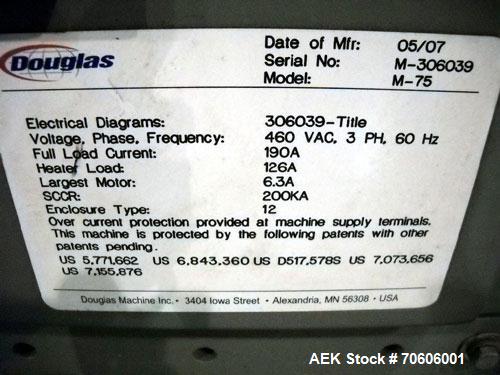 Douglas
Date of Mfr: 05/07
Serial No: M-306039
Model: M-75
Electrical Diagrams: 306039-Title
Voltage, Phase, Frequency: 460 VAC, 3 PH, 60 Hz
Full Load Current: 190A
Heater Load: 126A
Largest Motor: 6.3A
SCCR: 200KA
Enclosure Type: 12
Over current protection provided at machine supply terminals.
This machine is protected by the following patents with other
patents pending.
US 5,771,662 US 6,843,360 US D517,578S US 7,073,656
US 7,155,876
Douglas Machine Inc. • 3404 Iowa Street • Alexandria, MN 56308 • USA
AEK Stock # 70606001